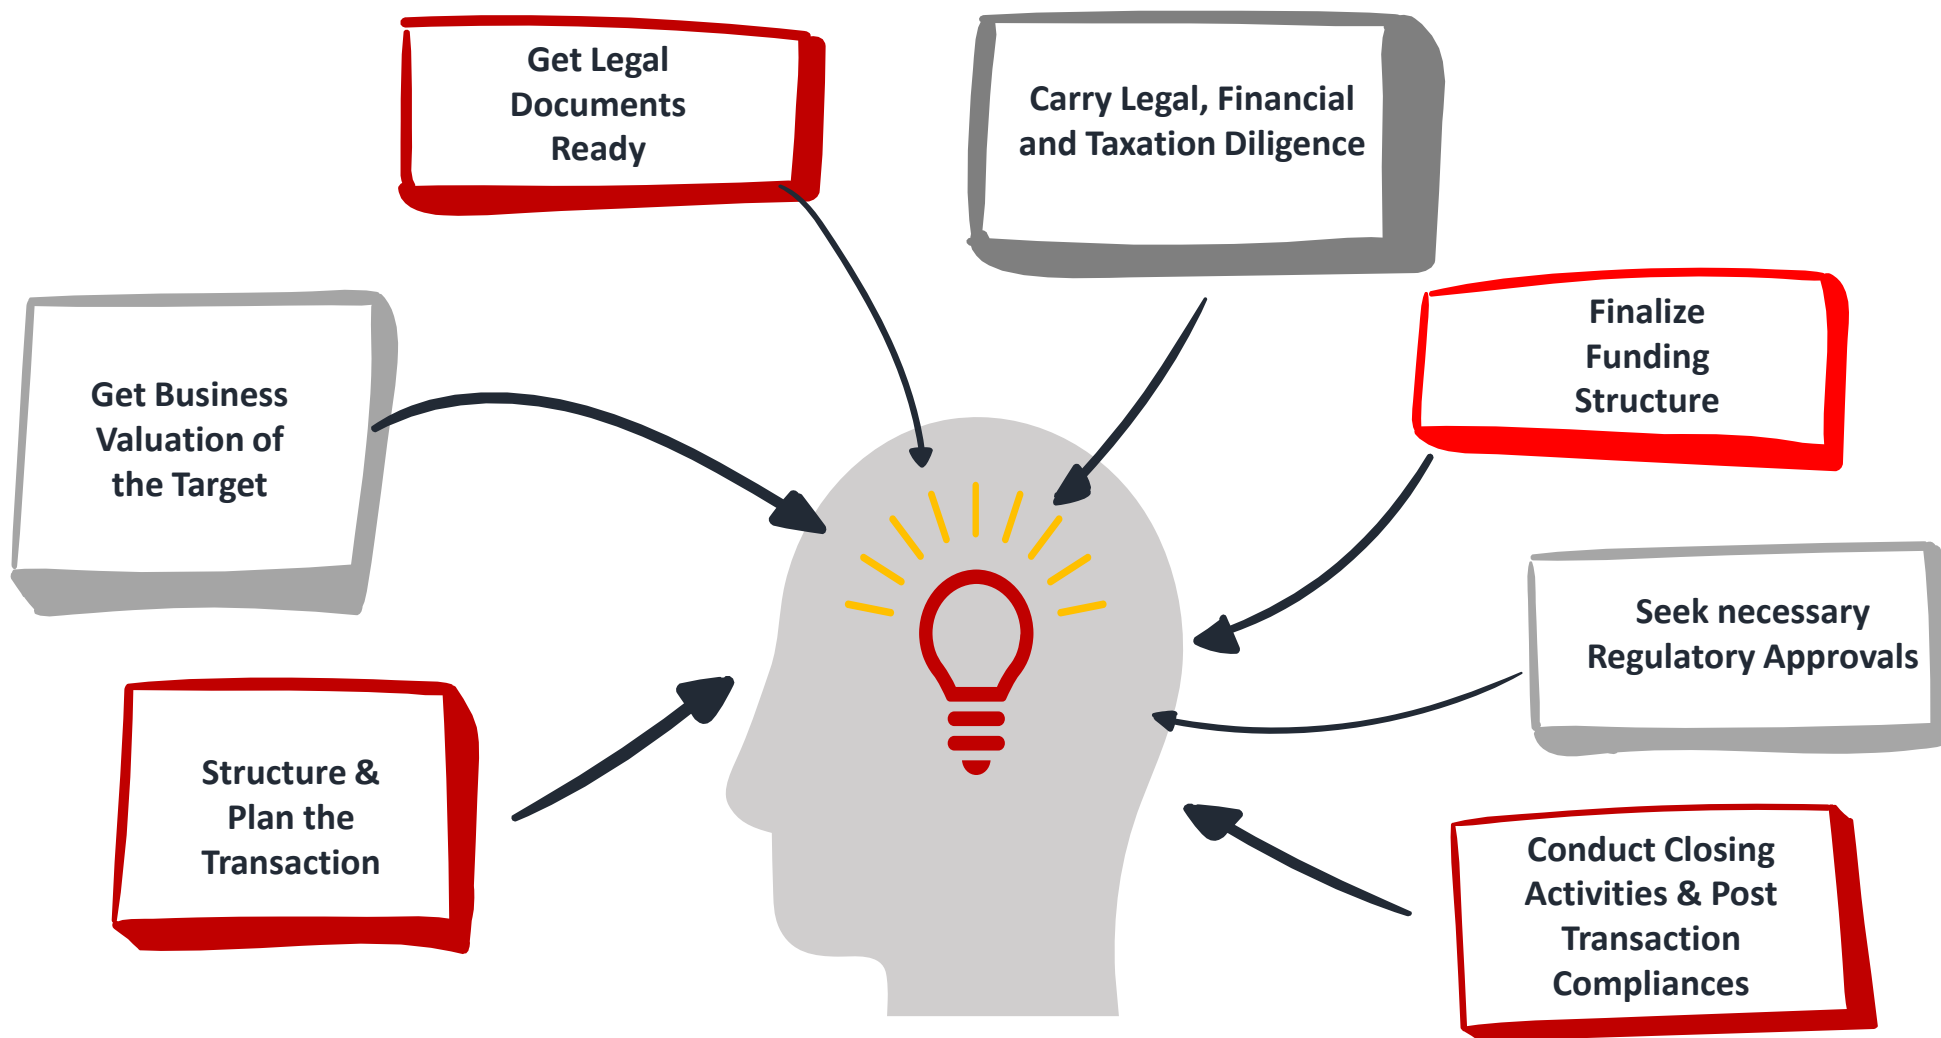 Get Legal
Documents
Ready
Carry Legal, Financial
and Taxation Diligence
Finalize
Funding
Structure
Get Business
Valuation of
the Target
Seek necessary
Regulatory Approvals
Structure &
Plan the
Transaction
Conduct Closing
Activities & Post
Transaction
Compliances